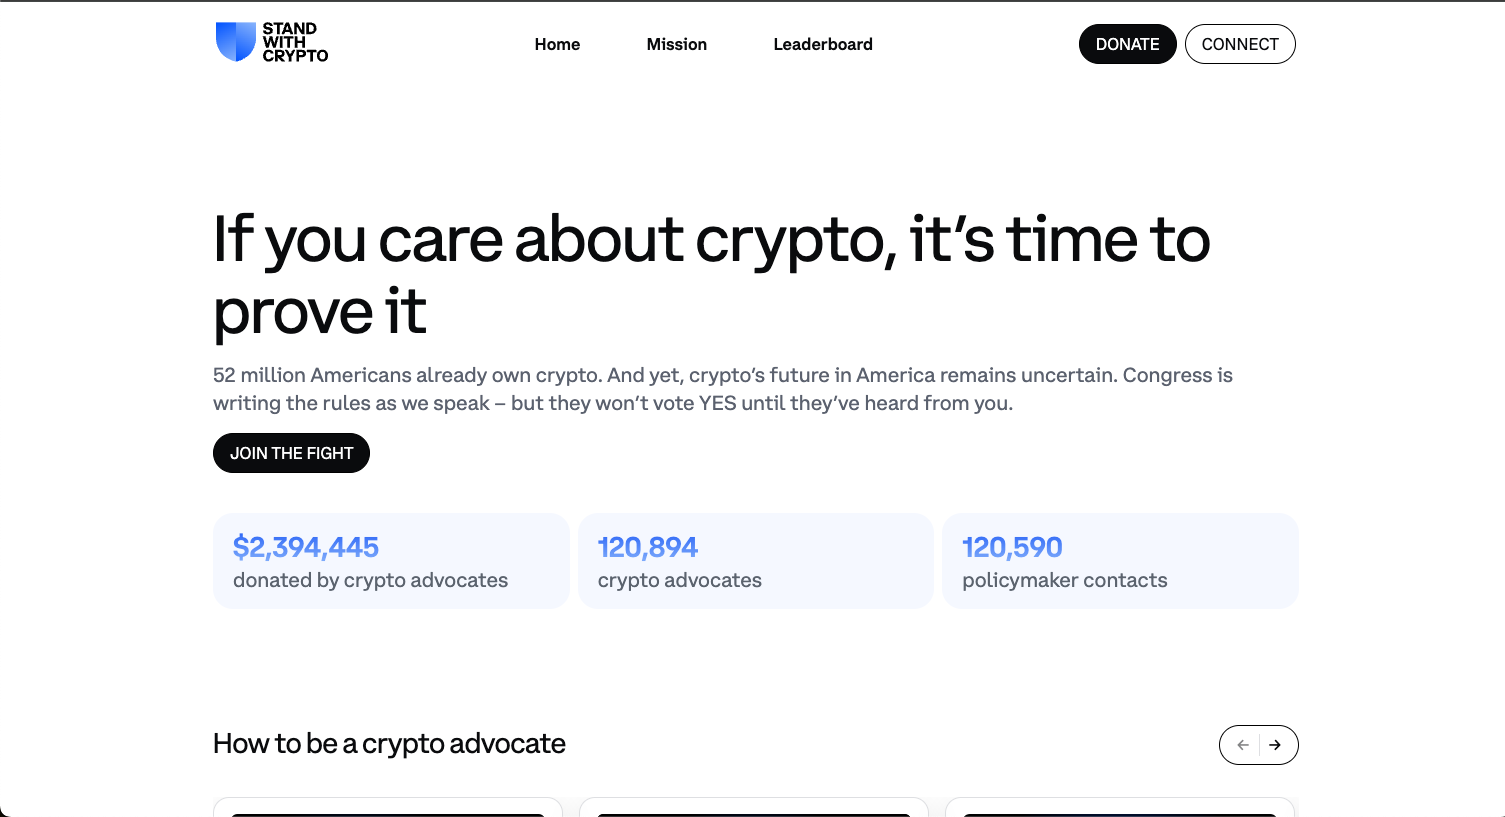 STAND
WITH
CRYPTO
Home
Mission
Leaderboard
DONATE
CONNECT
If you care about crypto, it’s time to
prove it
52 million Americans already own crypto. And yet, crypto’s future in America remains uncertain. Congress is
writing the rules as we speak – but they won’t vote YES until they’ve heard from you.
JOIN THE FIGHT
$2,394,445
donated by crypto advocates
120,894
crypto advocates
120,590
policymaker contacts
How to be a crypto advocate